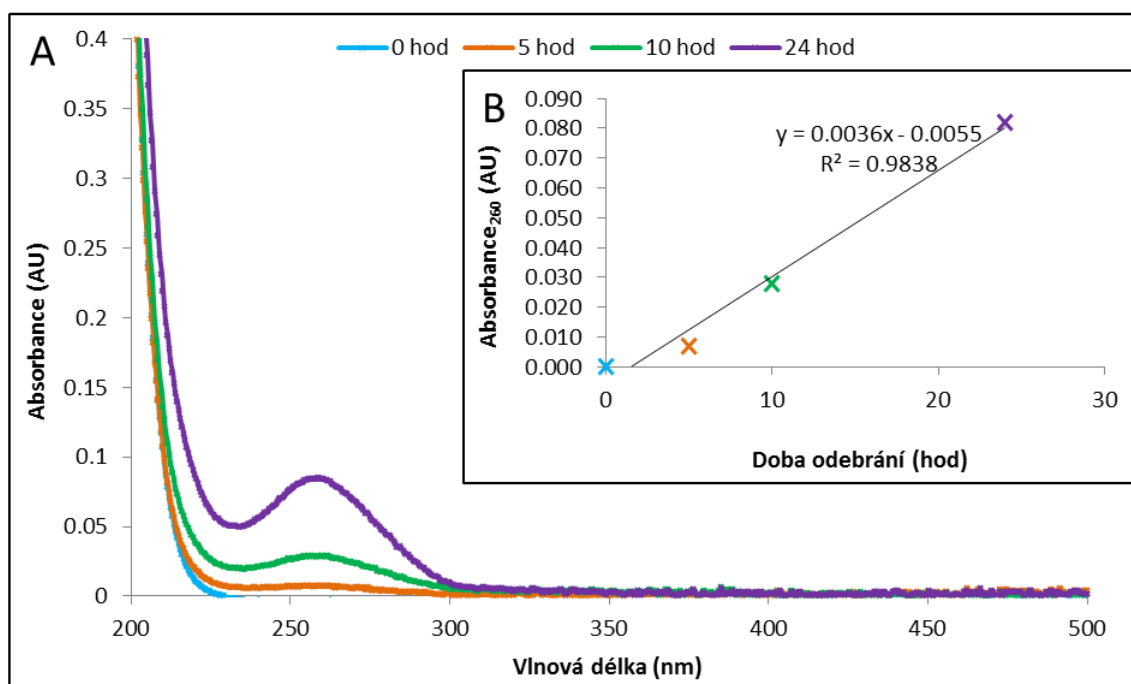 A
0 hod 5 hod 10 hod 24 hod
0.4
0.35
0.3
0.25
0.2
0.15
0.1
0.05
0
Absorbance (AU)
200 250 300 350 400 450 500
Vlnová délka (nm)
B
y = 0.0036x - 0.0055
R² = 0.9838
0.090
0.080
0.070
0.060
0.050
0.040
0.030
0.020
0.010
0.000
Absorbance₂₆₀ (AU)
0 10 20 30
Doba odebrání (hod)